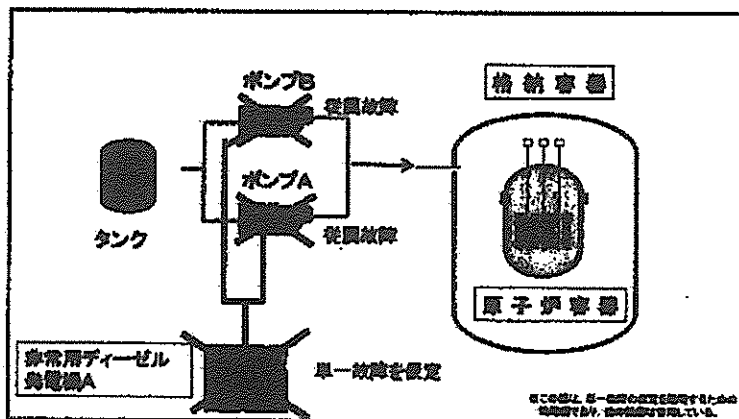 ポンプB
従属故障
格納容器
ポンプA
タンク
従属故障
原子炉容器
非常用ディーゼル
発電機A
単一故障を仮定